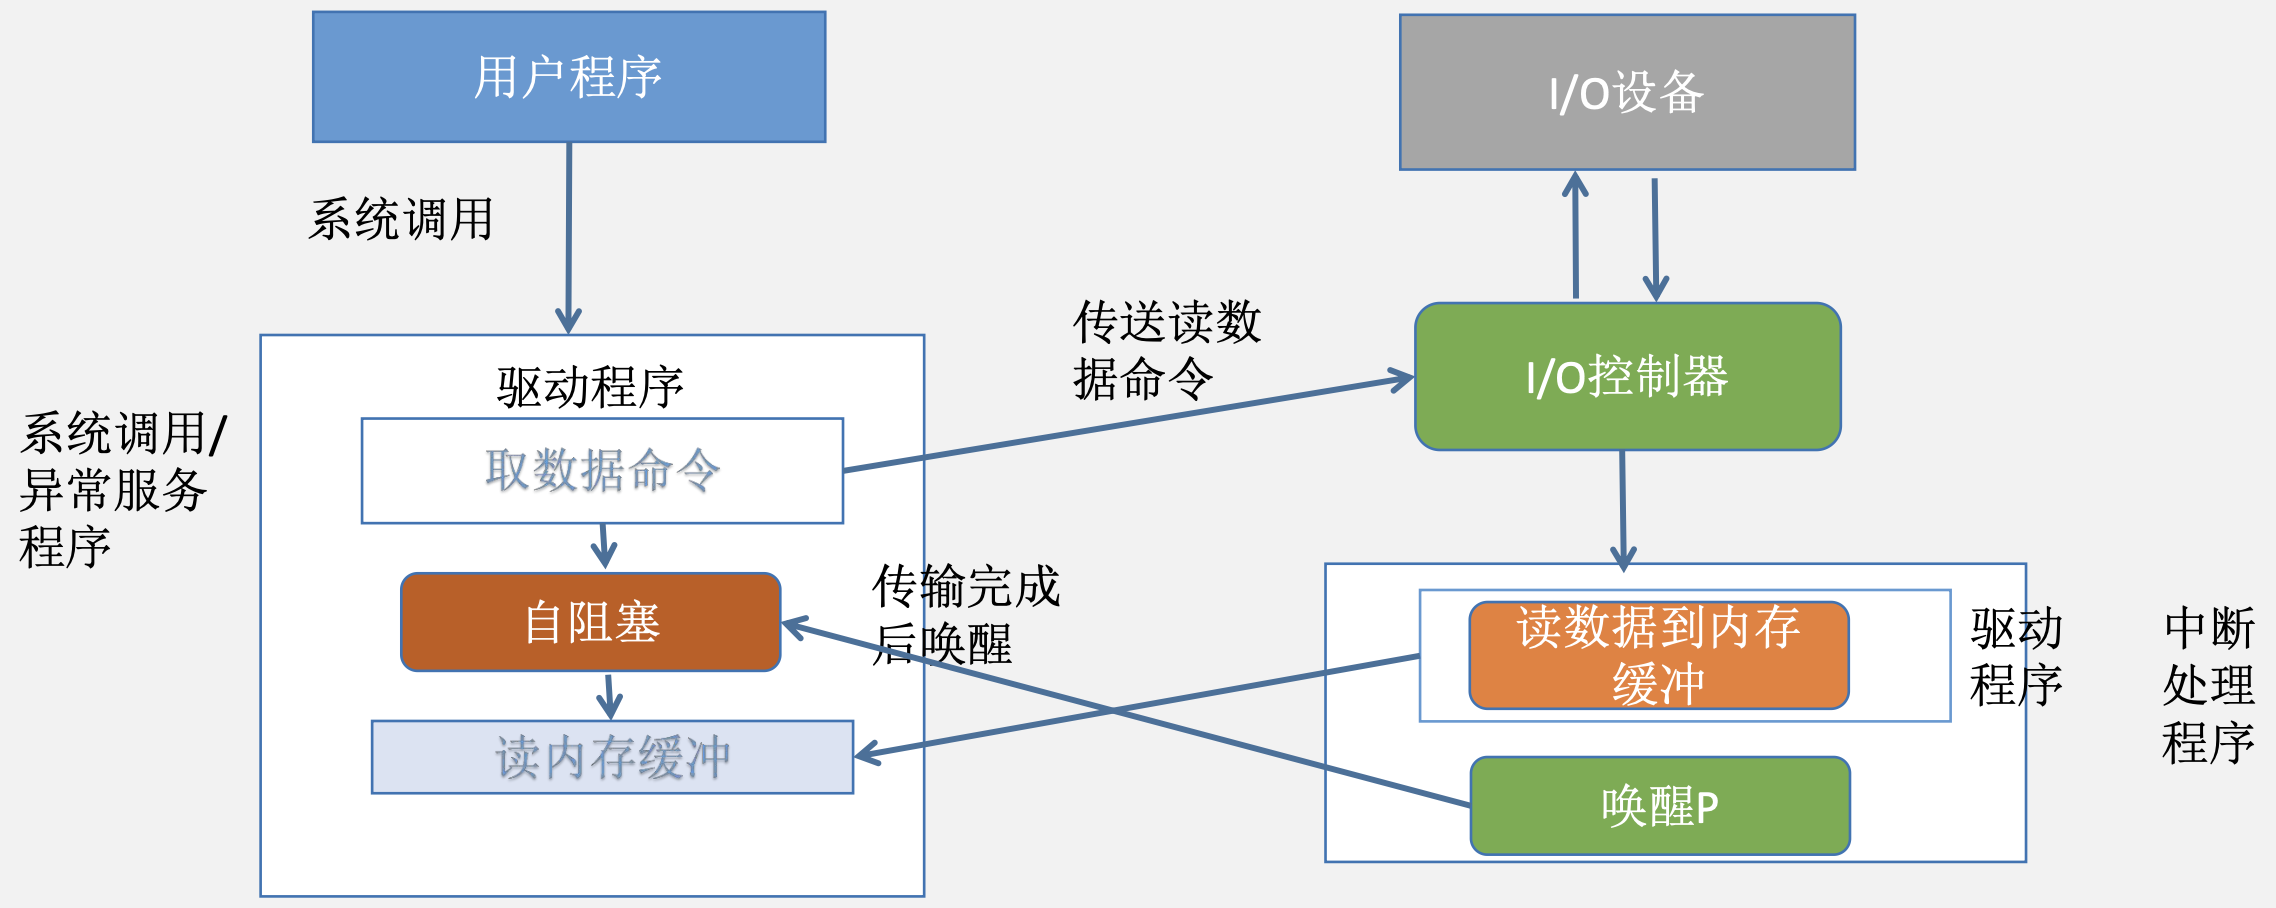 用户程序
I/O设备
系统调用
传送读数
据命令
I/O控制器
驱动程序
系统调用/
异常服务
程序
取数据命令
自阻塞
传输完成
后唤醒
读内存缓冲
读数据到内存
缓冲
驱动
程序
中断
处理
程序
唤醒P